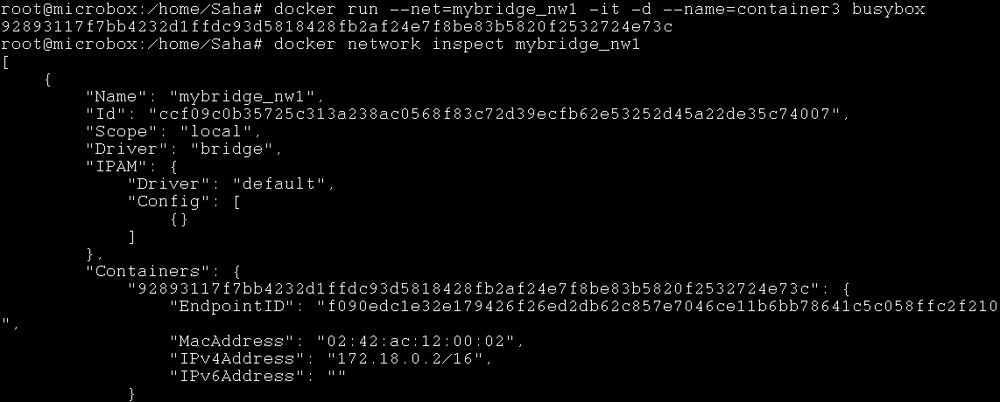 root@microbox:/home/Saha# docker run --net=mybridge_nw1 -it -d --name=container3 busybox
92893117f7bb4232d1ffdc93d5818428fb2af24e7f8be83b5820f2532724e73c
root@microbox:/home/Saha# docker network inspect mybridge_nw1
[
    {
        "Name": "mybridge_nw1",
        "Id": "ccf09c0b35725c313a238ac0568f83c72d39ecfb62e53252d45a22de35c74007",
        "Scope": "local",
        "Driver": "bridge",
        "IPAM": {
            "Driver": "default",
            "Config": [
                {}
            ]
        },
        "Containers": {
            "92893117f7bb4232d1ffdc93d5818428fb2af24e7f8be83b5820f2532724e73c": {
                "EndpointID": "f090edc1e32e179426f26ed2db62c857e7046ce11b6bb78641c5c058ffc2f210
",
                "MacAddress": "02:42:ac:12:00:02",
                "IPv4Address": "172.18.0.2/16",
                "IPv6Address": ""
            }